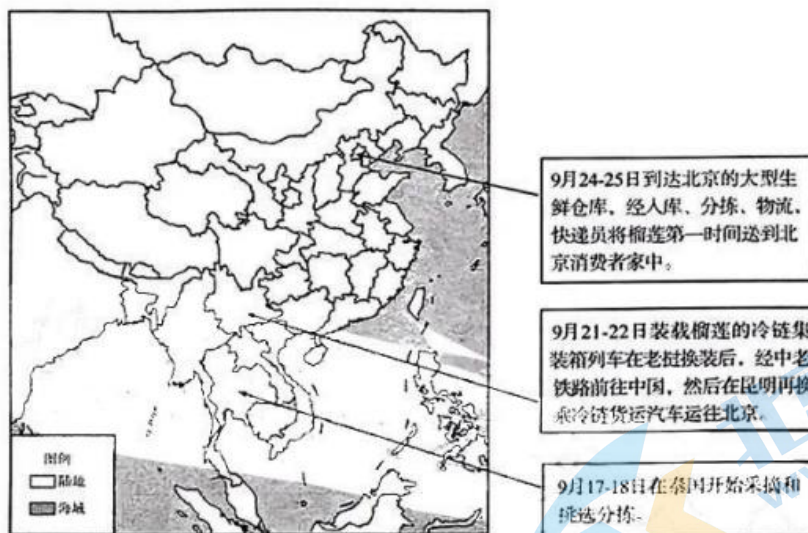 9月24-25日到达北京的大型生
鲜仓库，经入库、分拣、物流，
快递员将榴莲第一时间送到北
京消费者家中。
9月21-22日装载榴莲的冷链集
装箱列车在老挝换装后，经中老
铁路前往中国，然后在昆明再换
乘冷链货运汽车运往北京。
9月17-18日在泰国开始采摘和
挑选分拣。
图例
陆地
海域